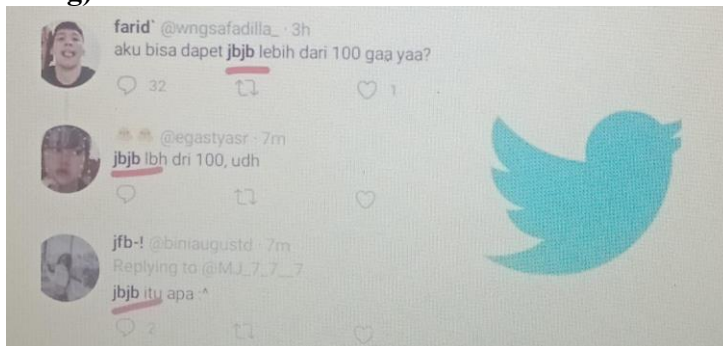 farid` @wngsafadilla_ · 3h
aku bisa dapet jbjb lebih dari 100 gaa yaa?
32 1
@egastyasr · 7m
jbjb lbh dri 100, udh
jfb-! @biniaugustd · 7m
Replying to @MJ_7_7__7
jbjb itu apa ·^
2